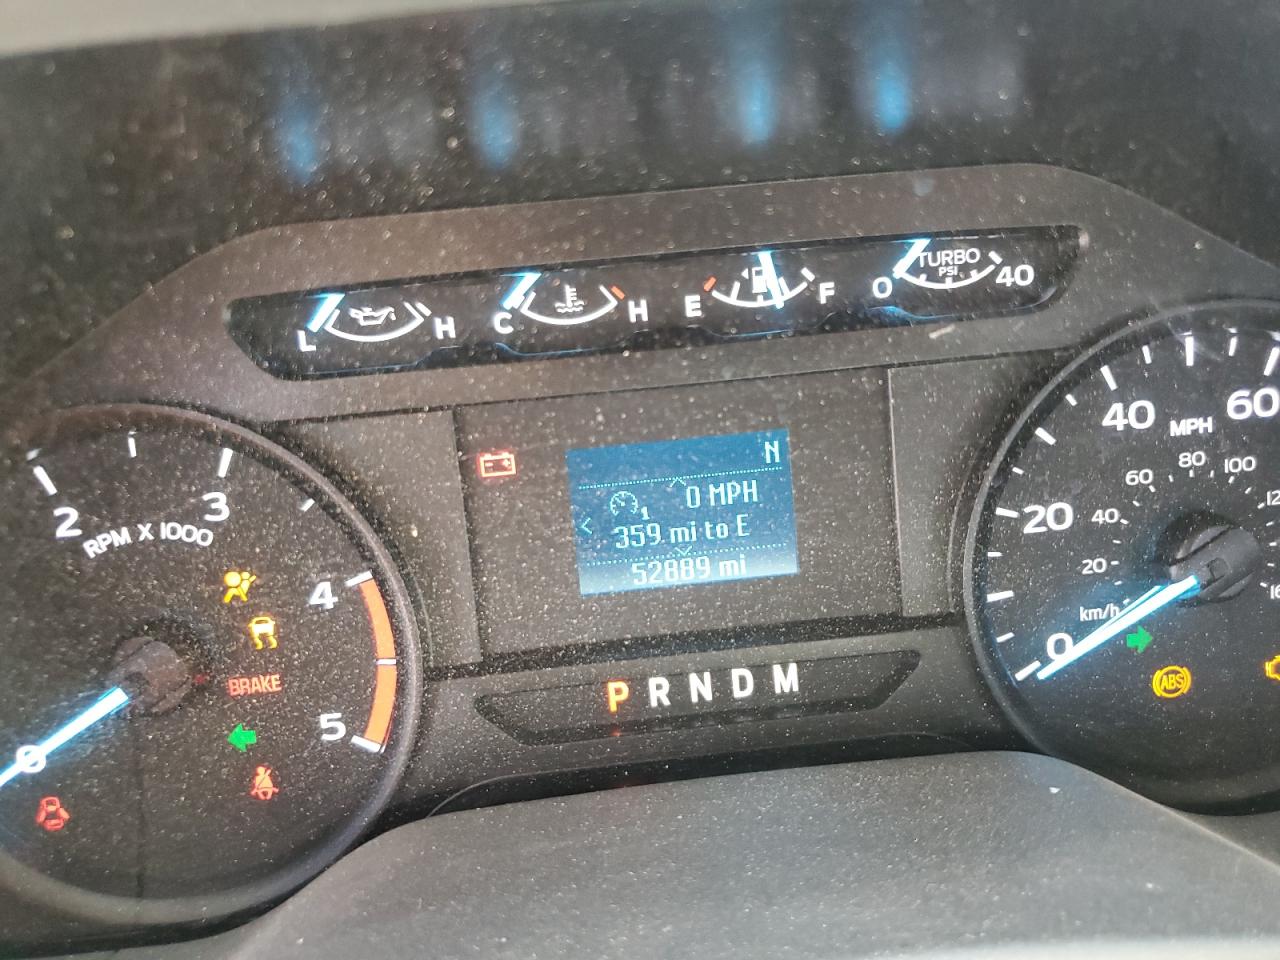 L H
C H
E F
0 TURBO PSI 40
2 3 4 5
RPM X 1000
0
BRAKE
N
1 0 MPH
359 mi to E
52889 mi
P R N D M
0 20 40 60
MPH
20 40 60 80 100
km/h
ABS